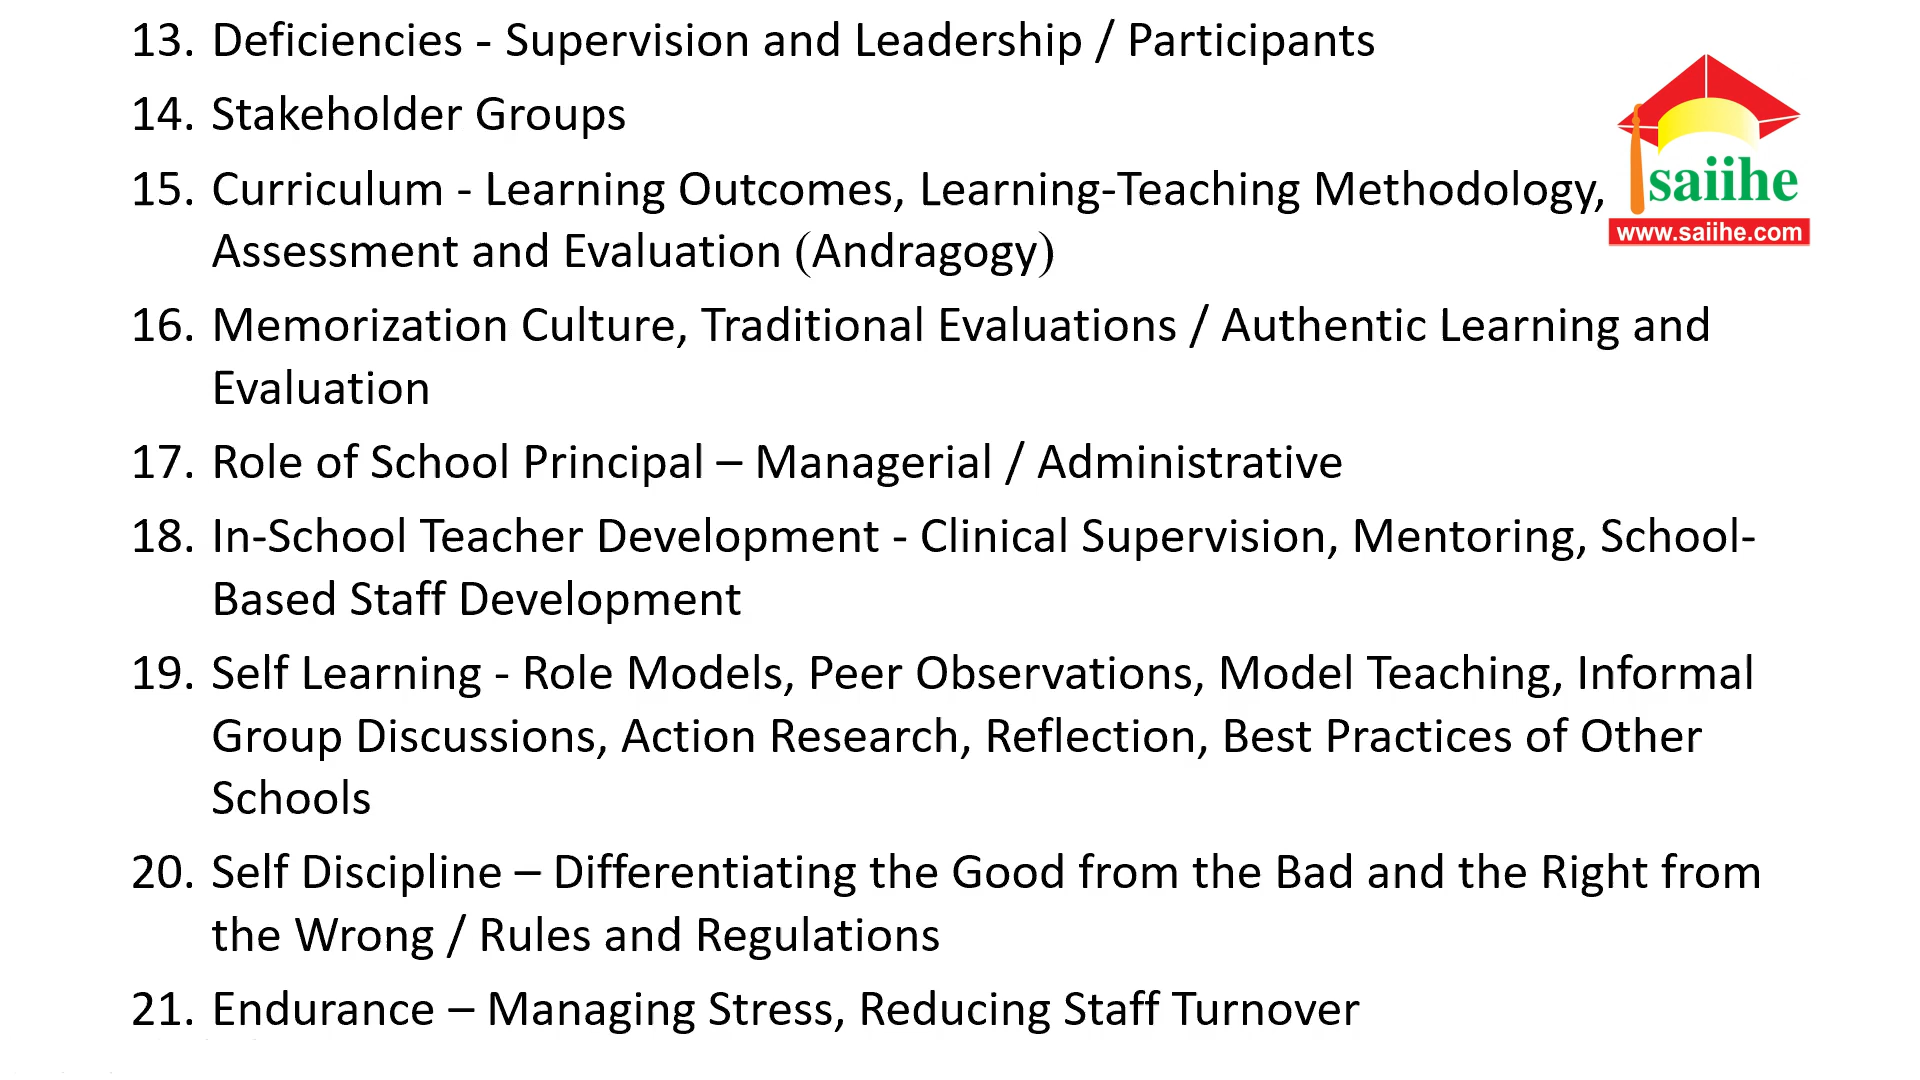 13. Deficiencies - Supervision and Leadership / Participants
14. Stakeholder Groups
15. Curriculum - Learning Outcomes, Learning-Teaching Methodology,
Assessment and Evaluation (Andragogy)
saiihe
www.saiihe.com
16. Memorization Culture, Traditional Evaluations / Authentic Learning and
Evaluation
17. Role of School Principal – Managerial / Administrative
18. In-School Teacher Development - Clinical Supervision, Mentoring, School-
Based Staff Development
19. Self Learning - Role Models, Peer Observations, Model Teaching, Informal
Group Discussions, Action Research, Reflection, Best Practices of Other
Schools
20. Self Discipline – Differentiating the Good from the Bad and the Right from
the Wrong / Rules and Regulations
21. Endurance – Managing Stress, Reducing Staff Turnover